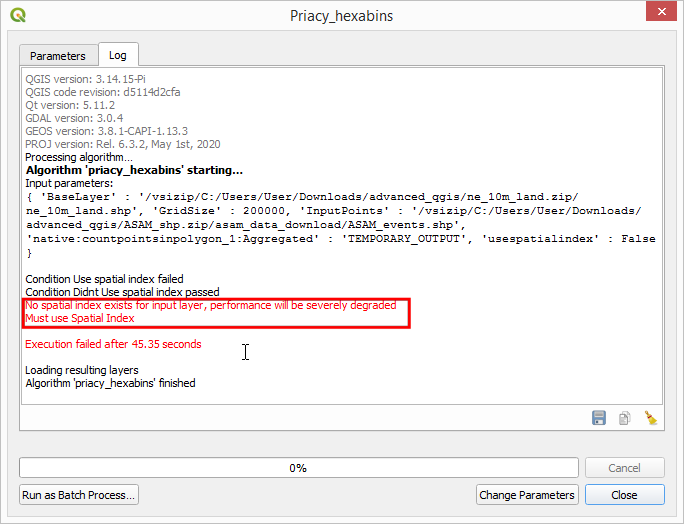 Priacy_hexabins
Parameters
Log
QGIS version: 3.14.15-Pi
QGIS code revision: d5114d2cfa
Qt version: 5.11.2
GDAL version: 3.0.4
GEOS version: 3.8.1-CAPI-1.13.3
PROJ version: Rel. 6.3.2, May 1st, 2020
Processing algorithm…
Algorithm 'priacy_hexabins' starting…
Input parameters:
{ 'BaseLayer' : '/vsizip/C:/Users/User/Downloads/advanced_qgis/ne_10m_land.zip/
ne_10m_land.shp', 'GridSize' : 200000, 'InputPoints' : '/vsizip/C:/Users/User/Downloads/
advanced_qgis/ASAM_shp.zip/asam_data_download/ASAM_events.shp',
'native:countpointsinpolygon_1:Aggregated' : 'TEMPORARY_OUTPUT', 'usespatialindex' : False
}
Condition Use spatial index failed
Condition Didnt Use spatial index passed
No spatial index exists for input layer, performance will be severely degraded
Must use Spatial Index
Execution failed after 45.35 seconds
Loading resulting layers
Algorithm 'priacy_hexabins' finished
0%
Cancel
Run as Batch Process…
Change Parameters
Close